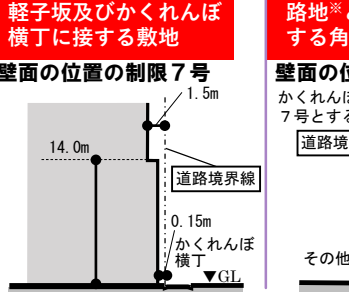 軽子坂及びかくれんぼ
横丁に接する敷地
壁面の位置の制限７号
1.5m
14.0m
道路境界線
0.15m
かくれんぼ
横丁
▼GL
路地※
する角
壁面の位
かくれんぼ
７号とする
道路境
その他